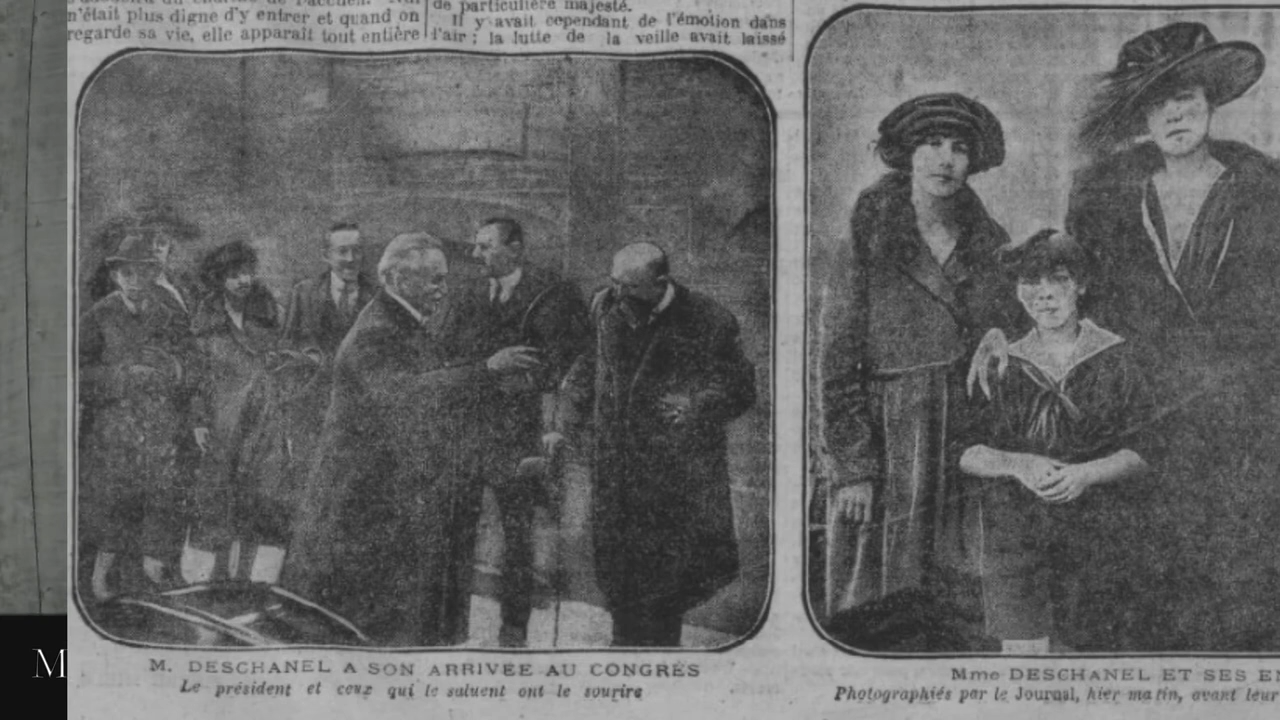 n'était plus digne d'y entrer et quand on
regarde sa vie, elle apparaît tout entière
de particulière majesté.
Il y avait cependant de l'émotion dans
l'air ; la lutte de la veille avait laissé
M. DESCHANEL A SON ARRIVÉE AU CONGRÈS
Le président et ceux qui le saluent ont le sourire
Mme DESCHANEL ET SES
Photographiés par le Journal, hier matin, avant leur
M